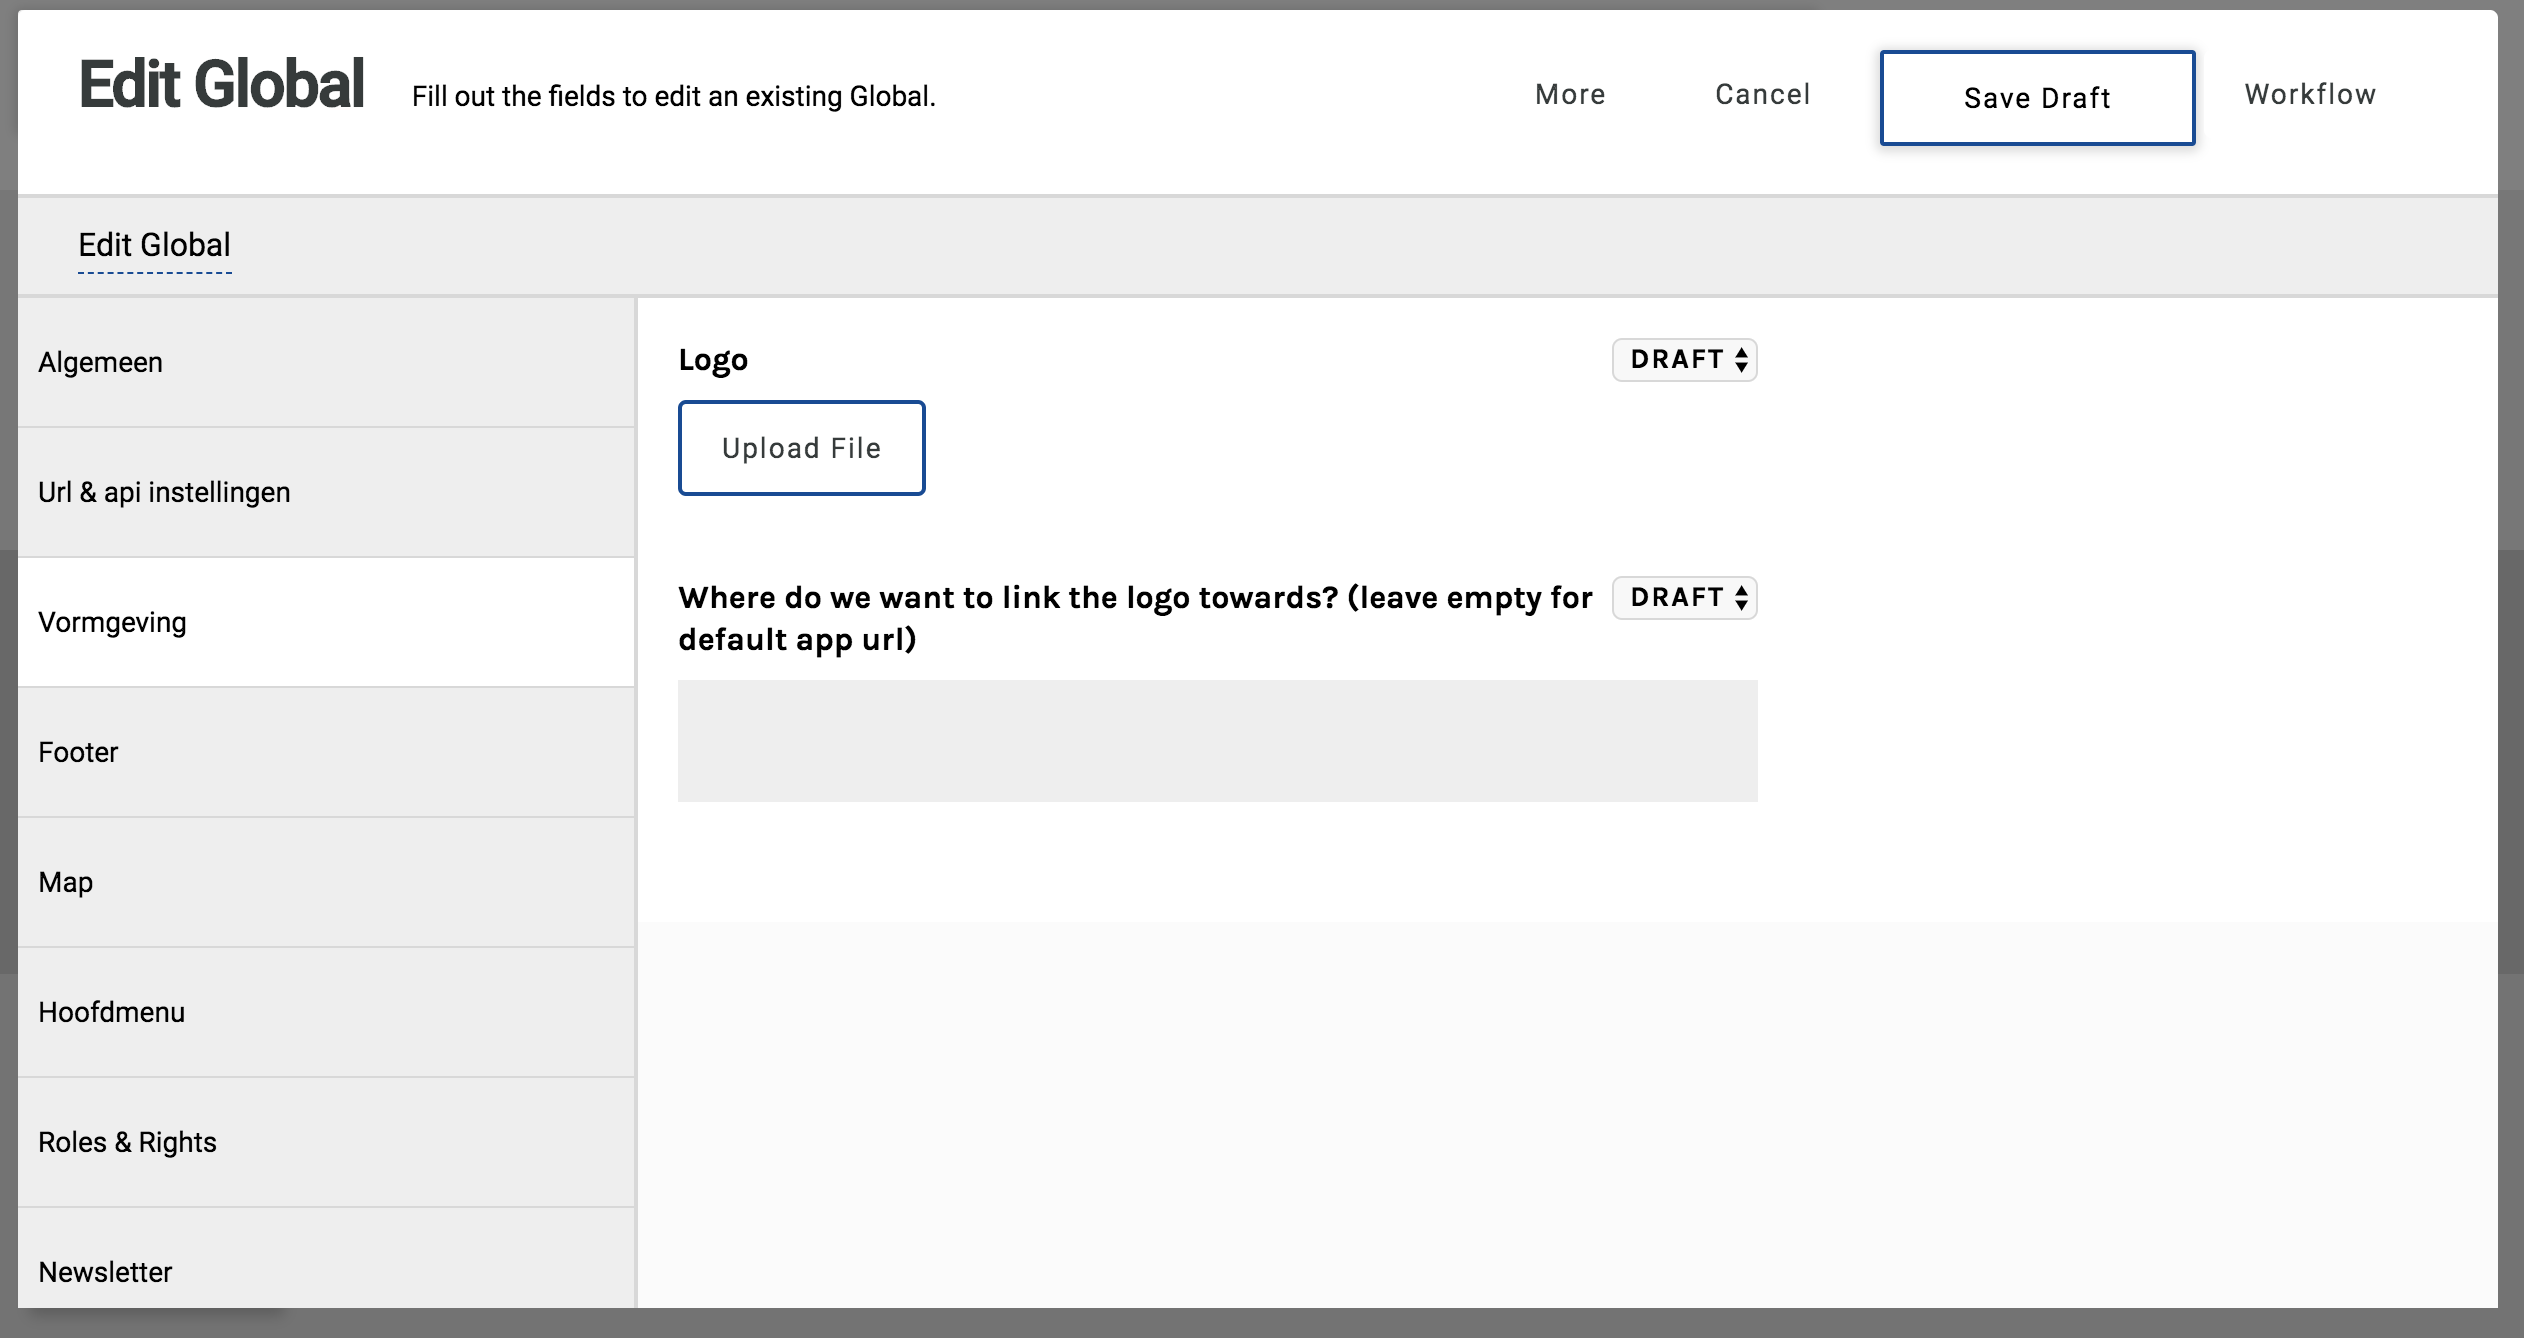 Edit Global
Fill out the fields to edit an existing Global.
More
Cancel
Save Draft
Workflow
Edit Global
Algemeen
Url & api instellingen
Vormgeving
Footer
Map
Hoofdmenu
Roles & Rights
Newsletter
Logo
DRAFT
Upload File
Where do we want to link the logo towards? (leave empty for
default app url)
DRAFT